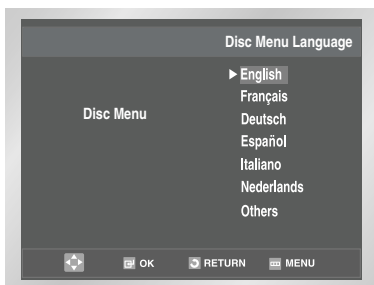 Disc Menu Language
English
Français
Disc Menu
Deutsch
Español
Italiano
Nederlands
Others
OK RETURN MENU